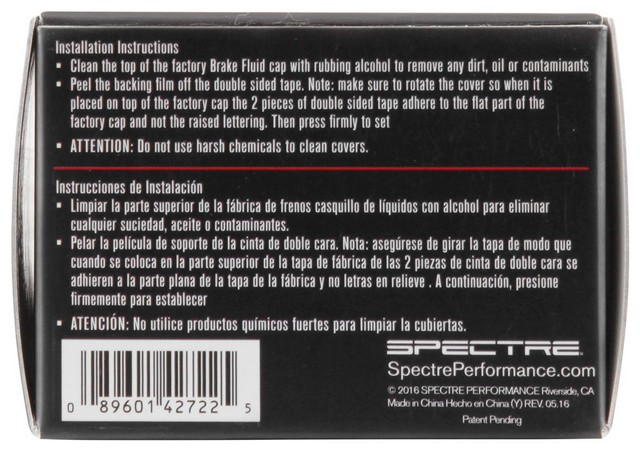 Installation Instructions
• Clean the top of the factory Brake Fluid cap with rubbing alcohol to remove any dirt, oil or contaminants
• Peel the backing film off the double sided tape. Note: make sure to rotate the cover so when it is
placed on top of the factory cap the 2 pieces of double sided tape adhere to the flat part of the
factory cap and not the raised lettering. Then press firmly to set
• ATTENTION: Do not use harsh chemicals to clean covers.
Instrucciones de Instalación
• Limpiar la parte superior de la fábrica de frenos casquillo de líquidos con alcohol para eliminar
cualquier suciedad, aceite o contaminantes.
• Pelar la película de soporte de la cinta de doble cara. Nota: asegúrese de girar la tapa de modo que
cuando se coloca en la parte superior de la tapa de fábrica de las 2 piezas de cinta de doble cara se
adhieren a la parte plana de la tapa de la fábrica y no letras en relieve . A continuación, presione
firmemente para establecer
• ATENCIÓN: No utilice productos químicos fuertes para limpiar la cubiertas.
SPECTRE
SpectrePerformance.com
© 2016 SPECTRE PERFORMANCE Riverside, CA
Made in China Hecho en China (Y) REV. 05.16
Patent Pending
0 89601 42722 5